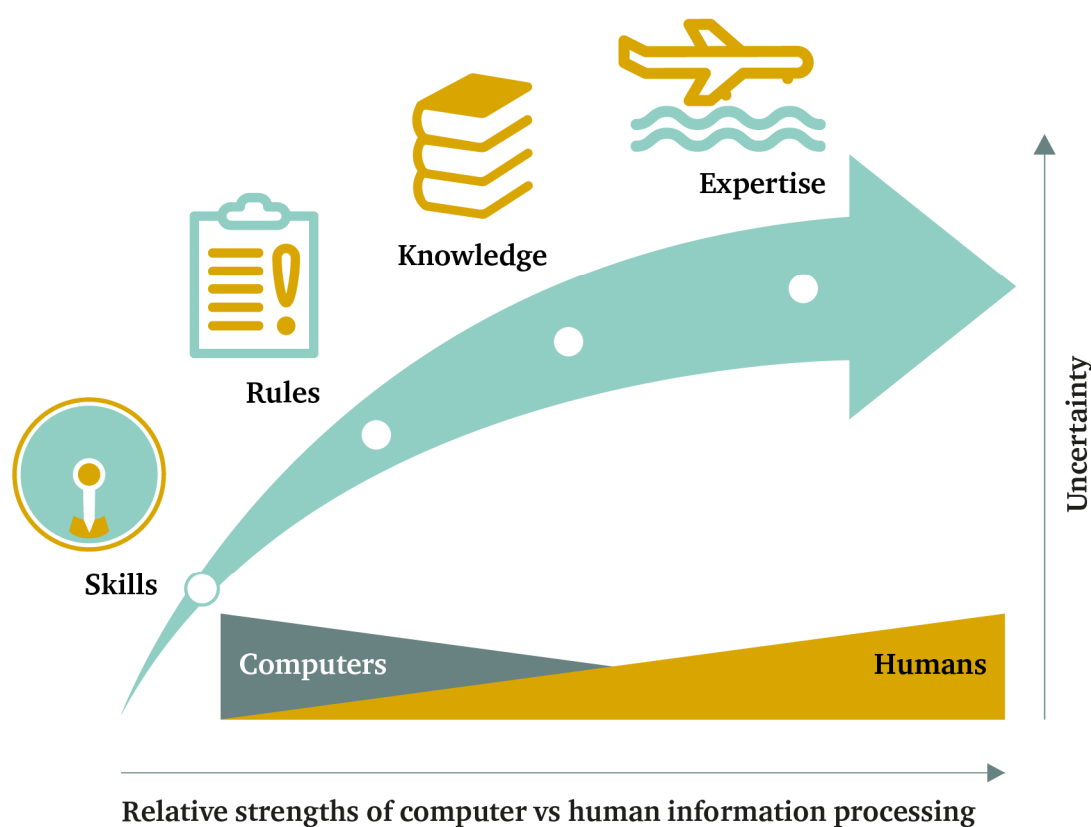 Expertise
Knowledge
Rules
Skills
Computers
Humans
Uncertainty
Relative strengths of computer vs human information processing